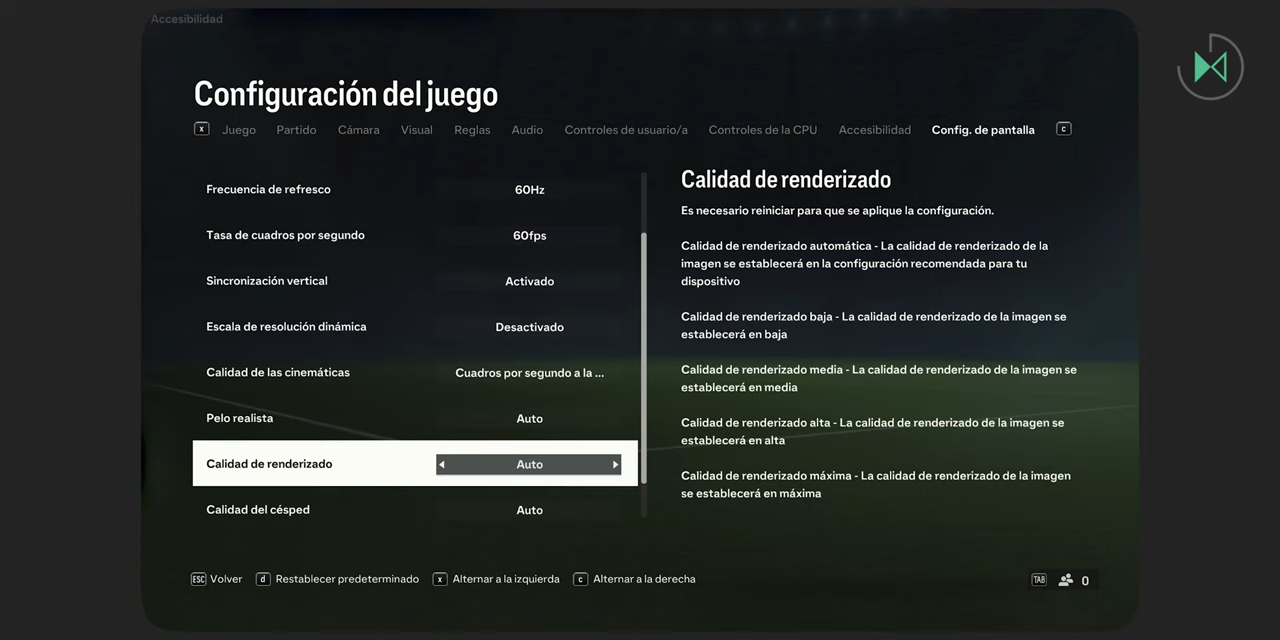 Accesibilidad
Configuración del juego
x Juego Partido Cámara Visual Reglas Audio Controles de usuario/a Controles de la CPU Accesibilidad Config. de pantalla c
Frecuencia de refresco 60Hz
Tasa de cuadros por segundo 60fps
Sincronización vertical Activado
Escala de resolución dinámica Desactivado
Calidad de las cinemáticas Cuadros por segundo a la ...
Pelo realista Auto
Calidad de renderizado Auto
Calidad del césped Auto
Calidad de renderizado
Es necesario reiniciar para que se aplique la configuración.
Calidad de renderizado automática - La calidad de renderizado de la
imagen se establecerá en la configuración recomendada para tu
dispositivo
Calidad de renderizado baja - La calidad de renderizado de la imagen se
establecerá en baja
Calidad de renderizado media - La calidad de renderizado de la imagen se
establecerá en media
Calidad de renderizado alta - La calidad de renderizado de la imagen se
establecerá en alta
Calidad de renderizado máxima - La calidad de renderizado de la imagen
se establecerá en máxima
ESC Volver d Restablecer predeterminado x Alternar a la izquierda c Alternar a la derecha
TAB 0